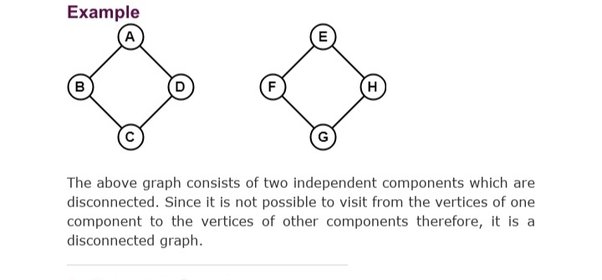 Example
A
E
B
D
F
H
C
G
The above graph consists of two independent components which are
disconnected. Since it is not possible to visit from the vertices of one
component to the vertices of other components therefore, it is a
disconnected graph.